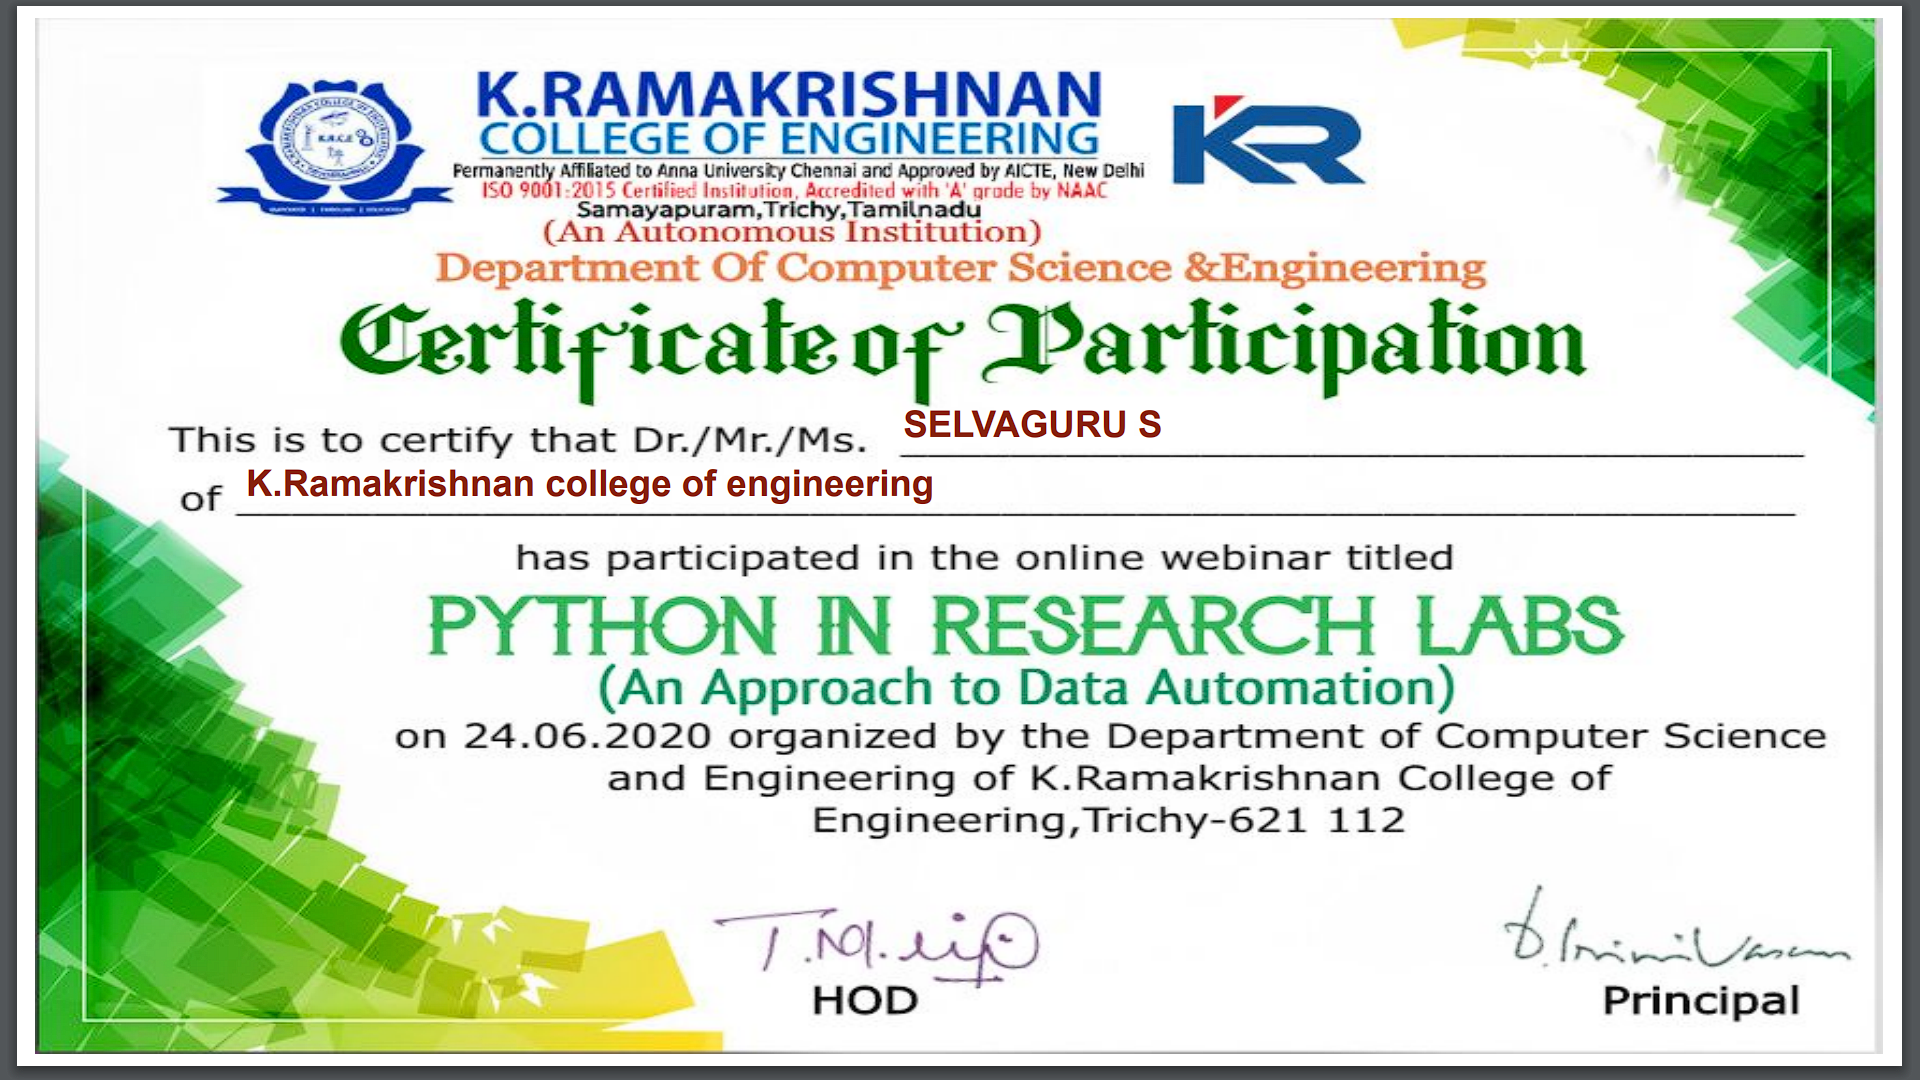 K.RAMAKRISHNAN
COLLEGE OF ENGINEERING
KR
K.R.C.E
Permanently Affiliated to Anna University Chennai and Approved by AICTE, New Delhi
ISO 9001:2015 Certified Institution, Accredited with 'A' grade by NAAC
Samayapuram,Trichy,Tamilnadu
(An Autonomous Institution)
Department Of Computer Science &Engineering
Certificate of Participation
This is to certify that Dr./Mr./Ms. SELVAGURU S
of K.Ramakrishnan college of engineering
has participated in the online webinar titled
PYTHON IN RESEARCH LABS
(An Approach to Data Automation)
on 24.06.2020 organized by the Department of Computer Science
and Engineering of K.Ramakrishnan College of
Engineering,Trichy-621 112
D.Srinivasan
HOD
Principal